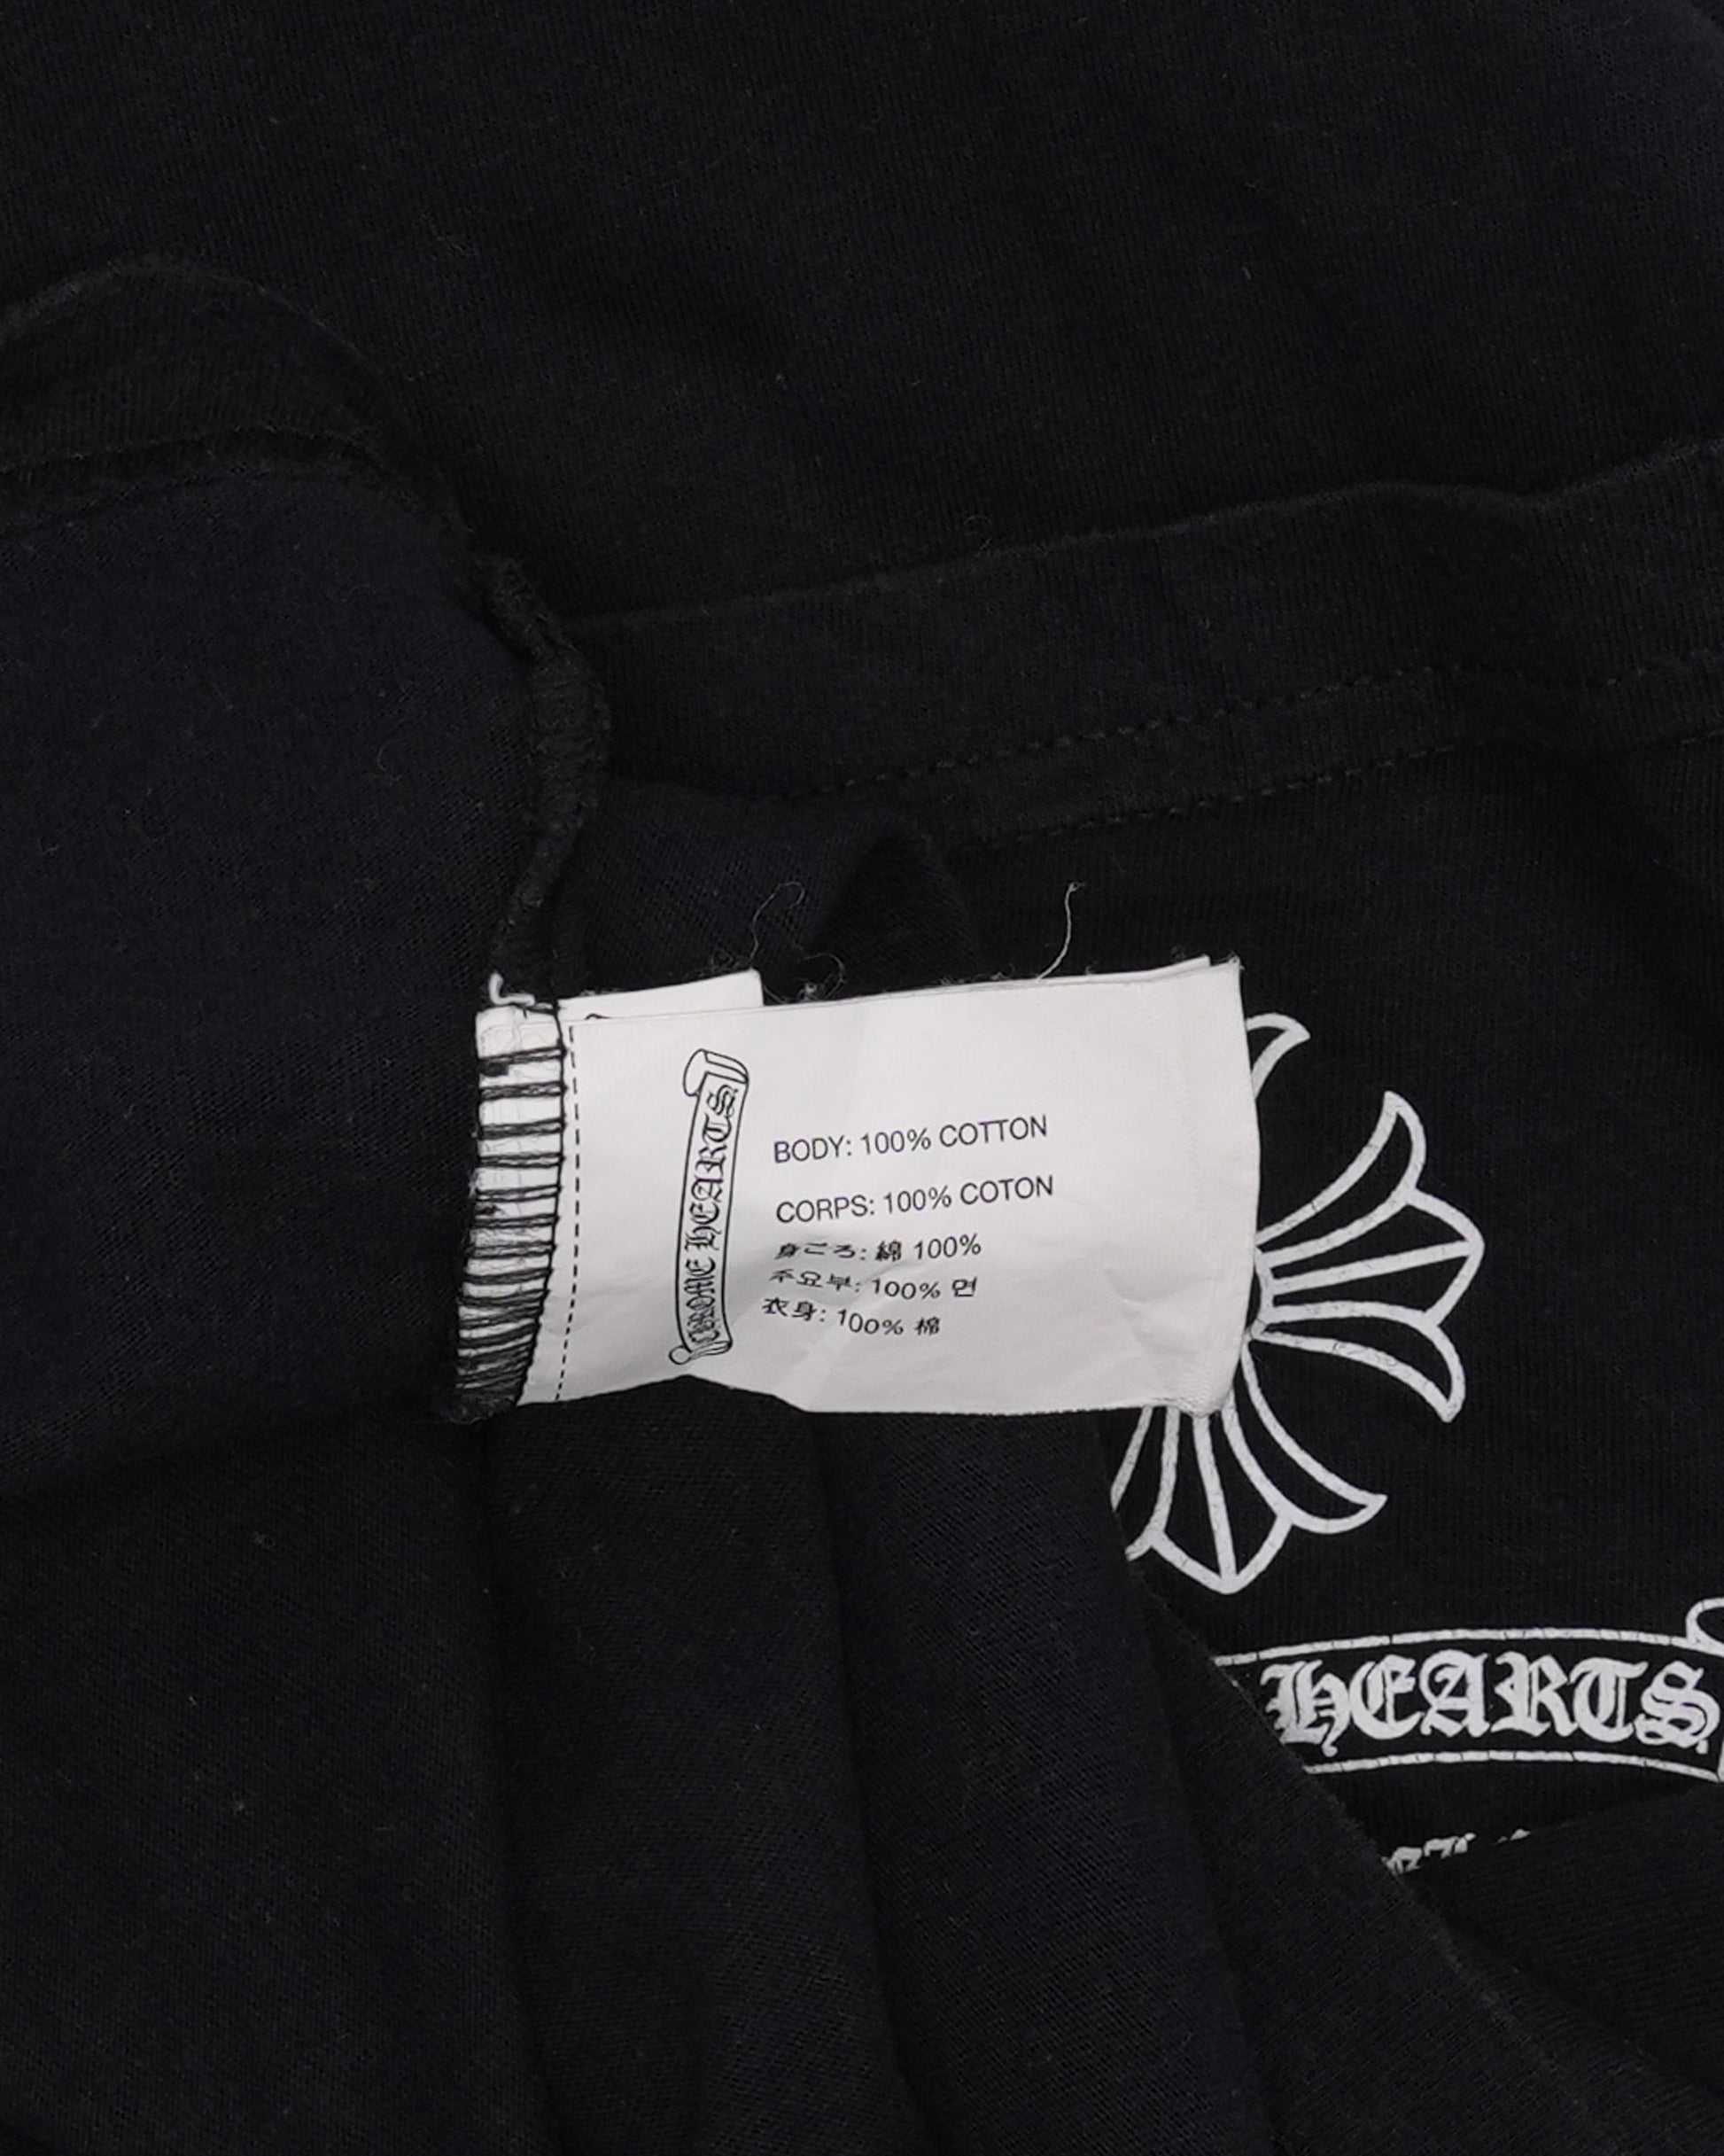 CHROME HEARTS
BODY: 100% COTTON
CORPS: 100% COTON
身ごろ: 綿 100%
주요부: 100% 면
衣身: 100% 棉
HEARTS